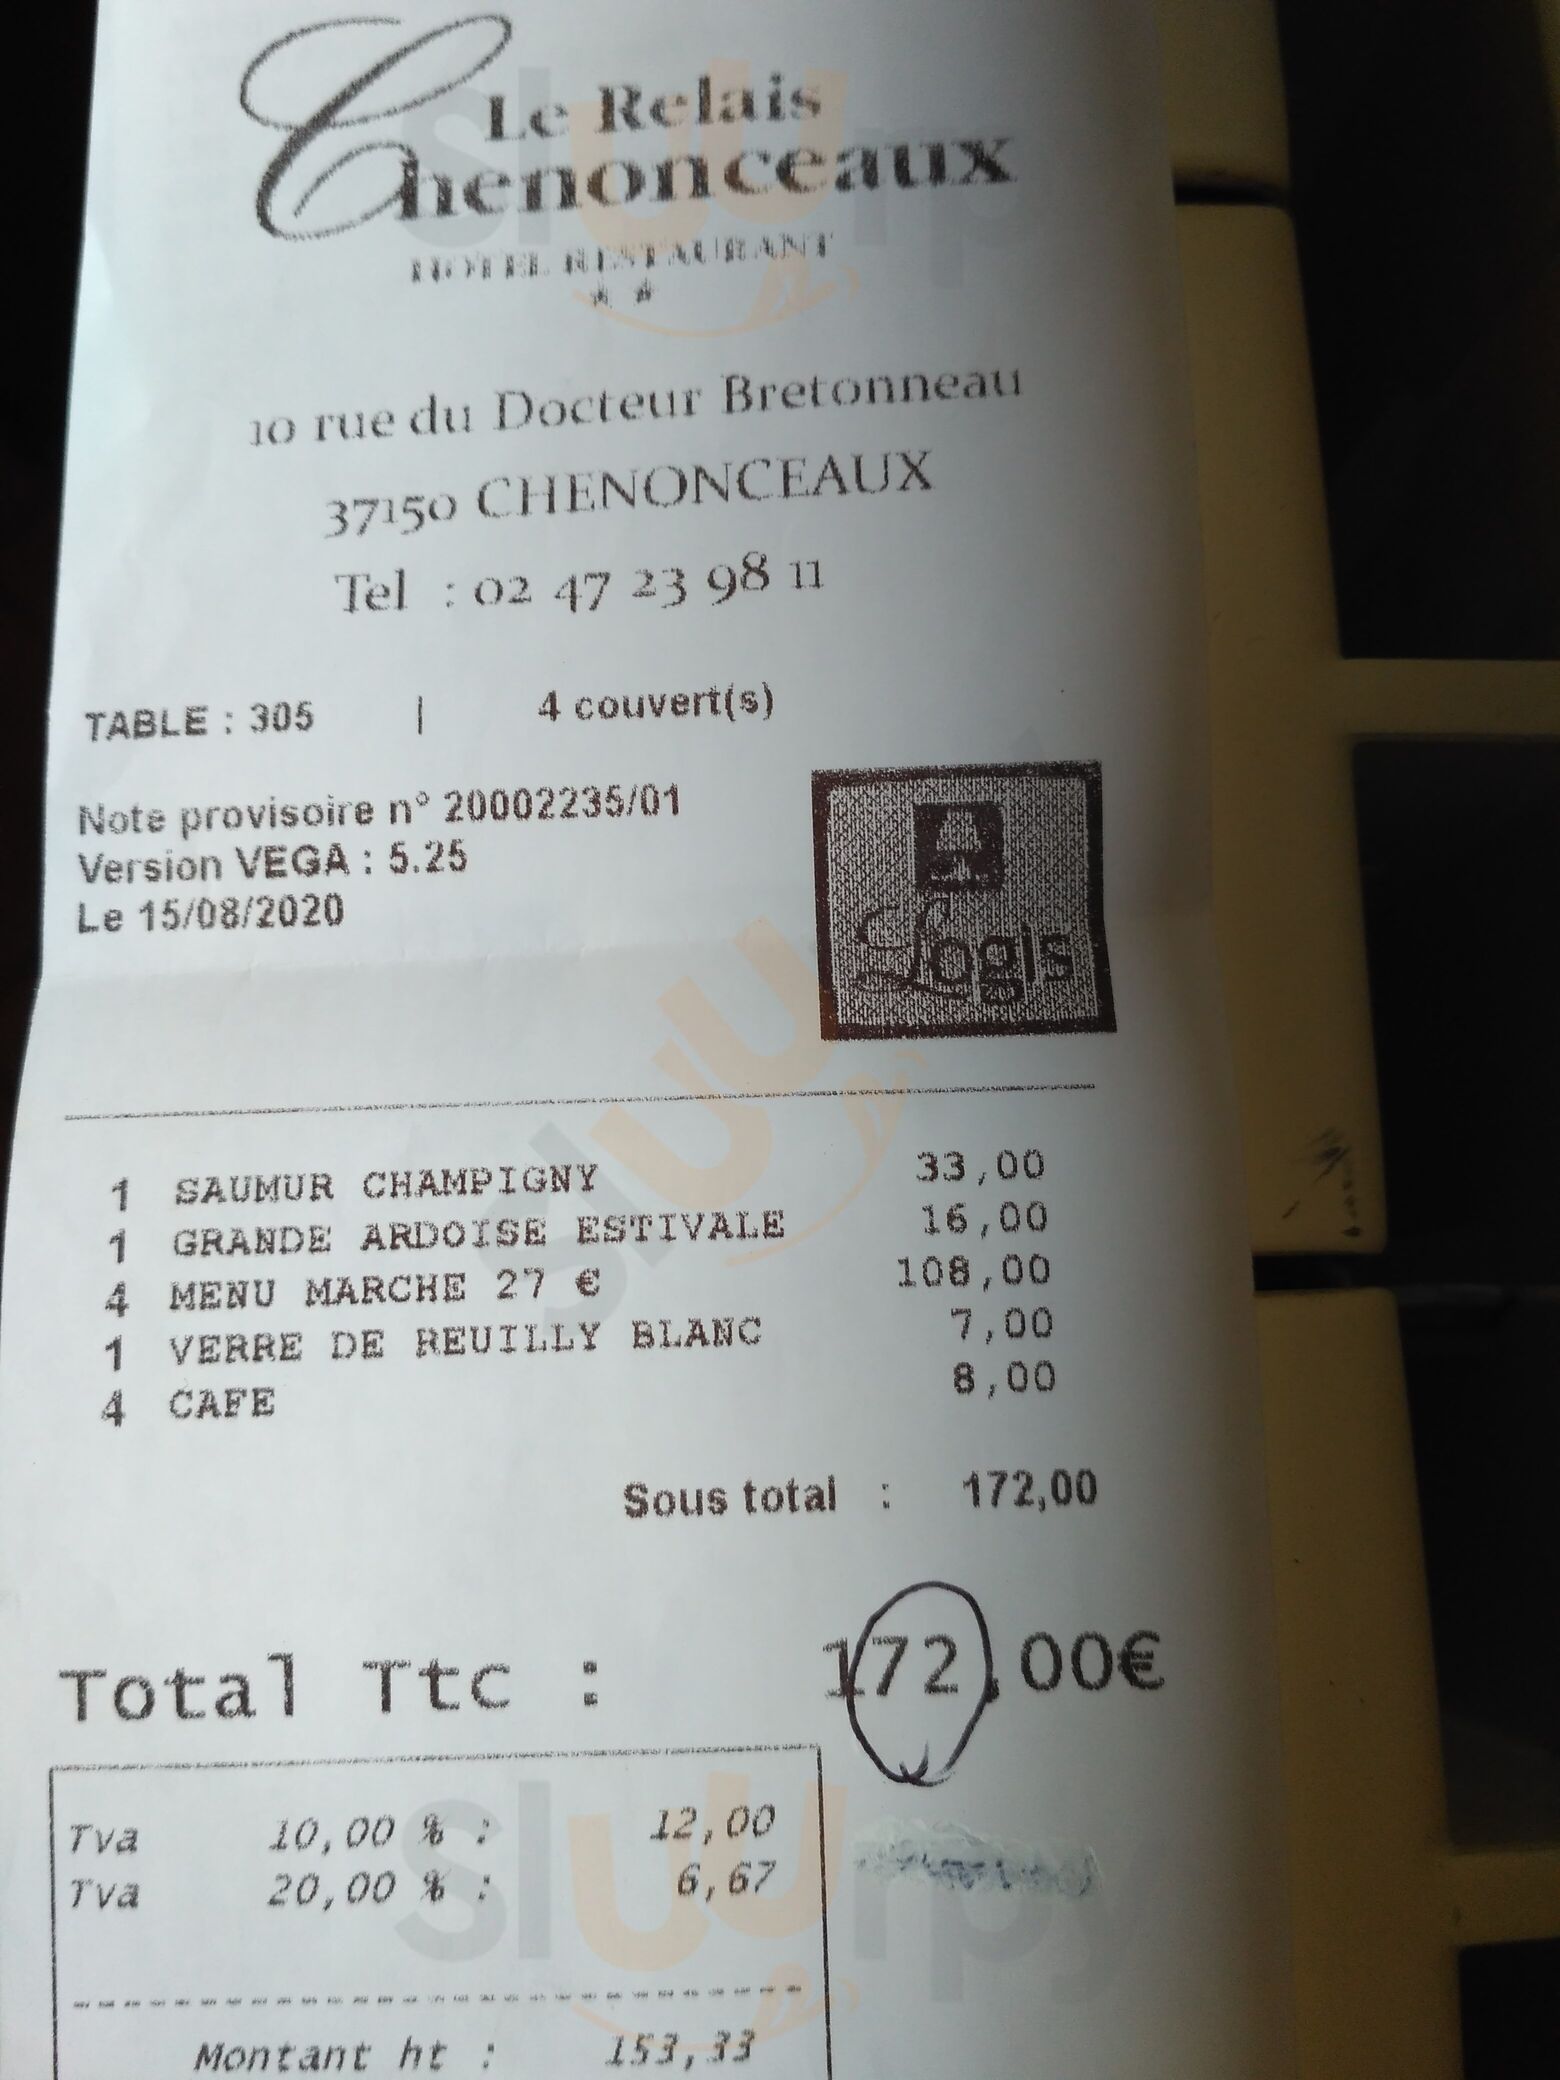 Le Relais
Chenonceaux
HOTEL RESTAURANT
10 rue du Docteur Bretonneau
37150 CHENONCEAUX
Tel : 02 47 23 98 11
TABLE : 305 | 4 couvert(s)
Note provisoire n° 20002235/01
Version VEGA : 5.25
Le 15/08/2020
Logis
1 SAUMUR CHAMPIGNY 33,00
1 GRANDE ARDOISE ESTIVALE 16,00
4 MENU MARCHE 27 € 108,00
1 VERRE DE REUILLY BLANC 7,00
4 CAFE 8,00
Sous total : 172,00
Total Ttc : 172,00€
Tva 10,00 % : 12,00
Tva 20,00 % : 6,67
Montant ht : 153,33
sluurpy
sluurpy
sluurpy